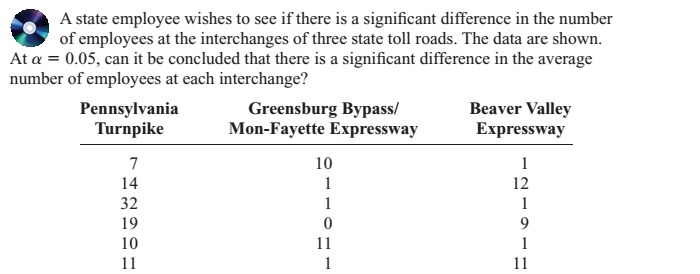 A state employee wishes to see if there is a significant difference in the number
of employees at the interchanges of three state toll roads. The data are shown.
At α = 0.05, can it be concluded that there is a significant difference in the average
number of employees at each interchange?
Pennsylvania Greensburg Bypass/ Beaver Valley
Turnpike Mon-Fayette Expressway Expressway
7 10 1
14 1 12
32 1 1
19 0 9
10 11 1
11 1 11